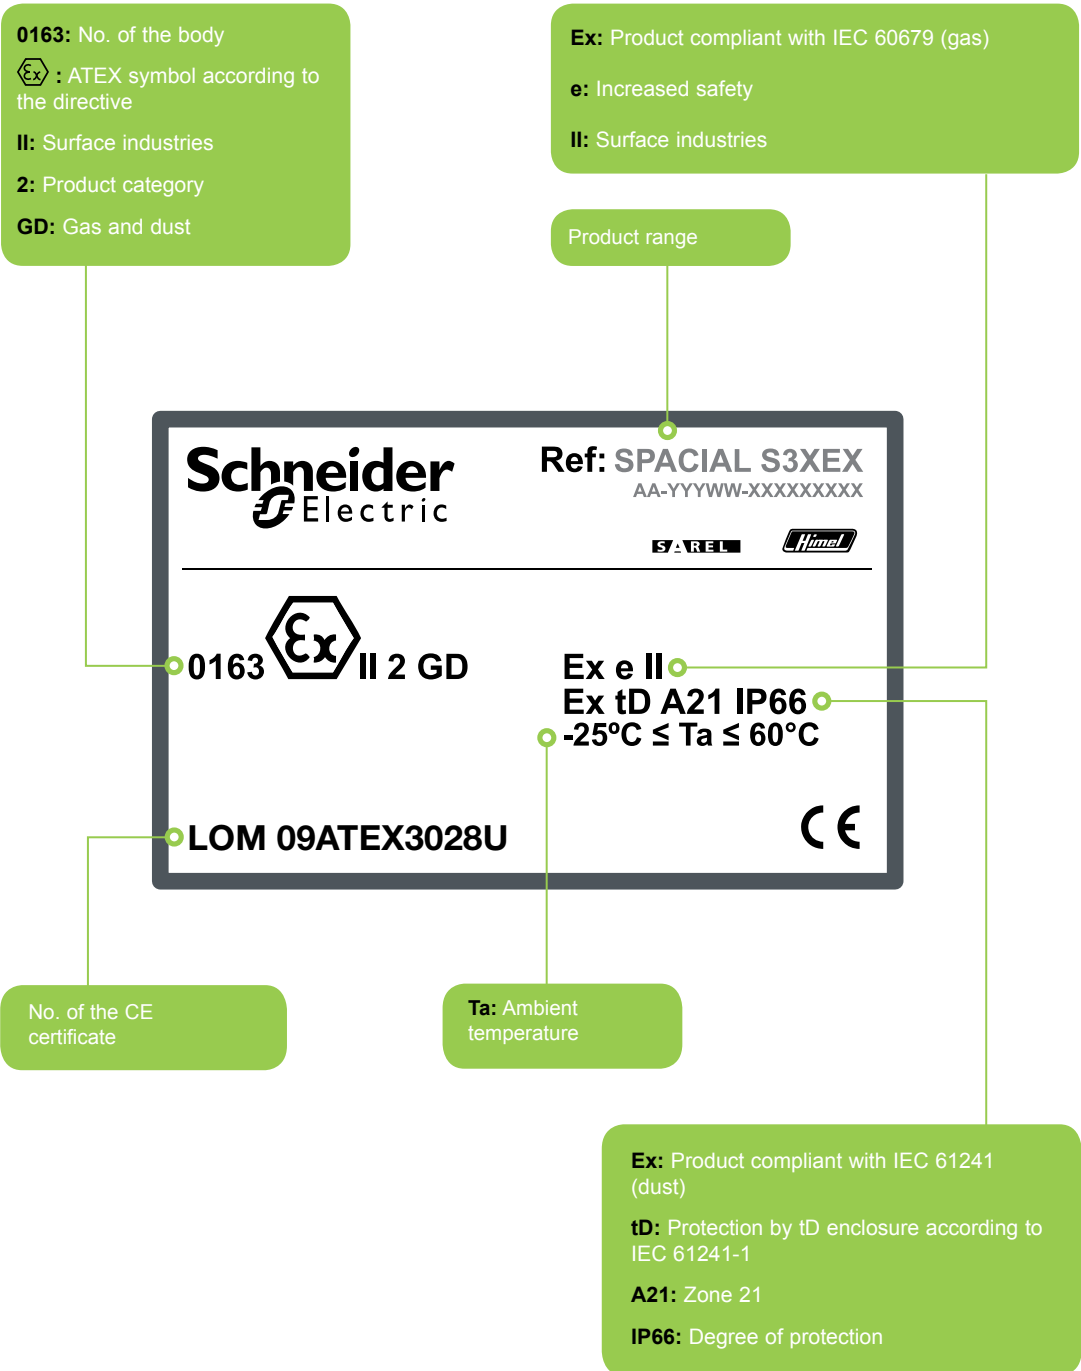 0163: No. of the body
Ex : ATEX symbol according to
the directive
II: Surface industries
2: Product category
GD: Gas and dust
Ex: Product compliant with IEC 60679 (gas)
e: Increased safety
II: Surface industries
Product range
Schneider
Electric
Ref: SPACIAL S3XEX
AA-YYYWW-XXXXXXXXX
SAREL
Himel
0163 Ex II 2 GD
Ex e II
Ex tD A21 IP66
-25ºC ≤ Ta ≤ 60°C
LOM 09ATEX3028U
CE
No. of the CE
certificate
Ta: Ambient
temperature
Ex: Product compliant with IEC 61241
(dust)
tD: Protection by tD enclosure according to
IEC 61241-1
A21: Zone 21
IP66: Degree of protection